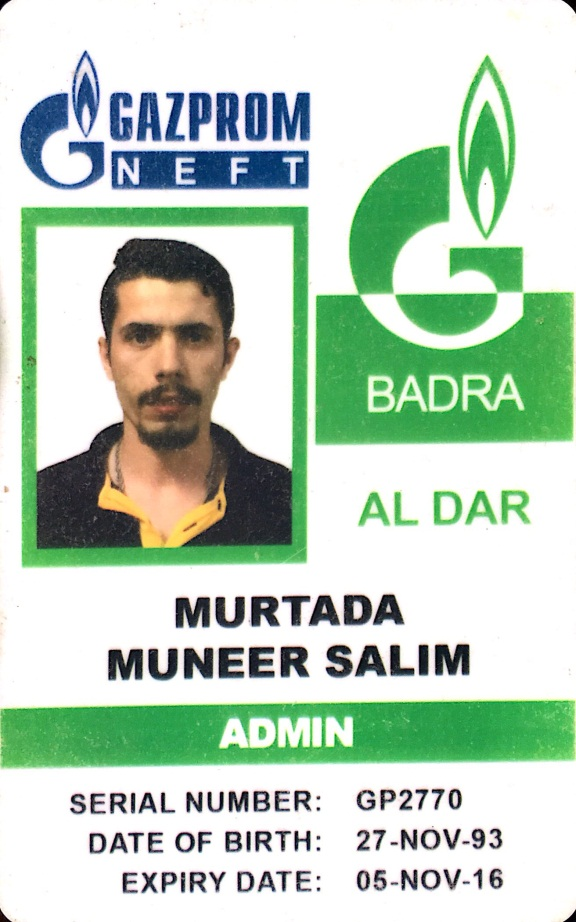 GAZPROM
NEFT
BADRA
AL DAR
MURTADA
MUNEER SALIM
ADMIN
SERIAL NUMBER: GP2770
DATE OF BIRTH: 27-NOV-93
EXPIRY DATE: 05-NOV-16